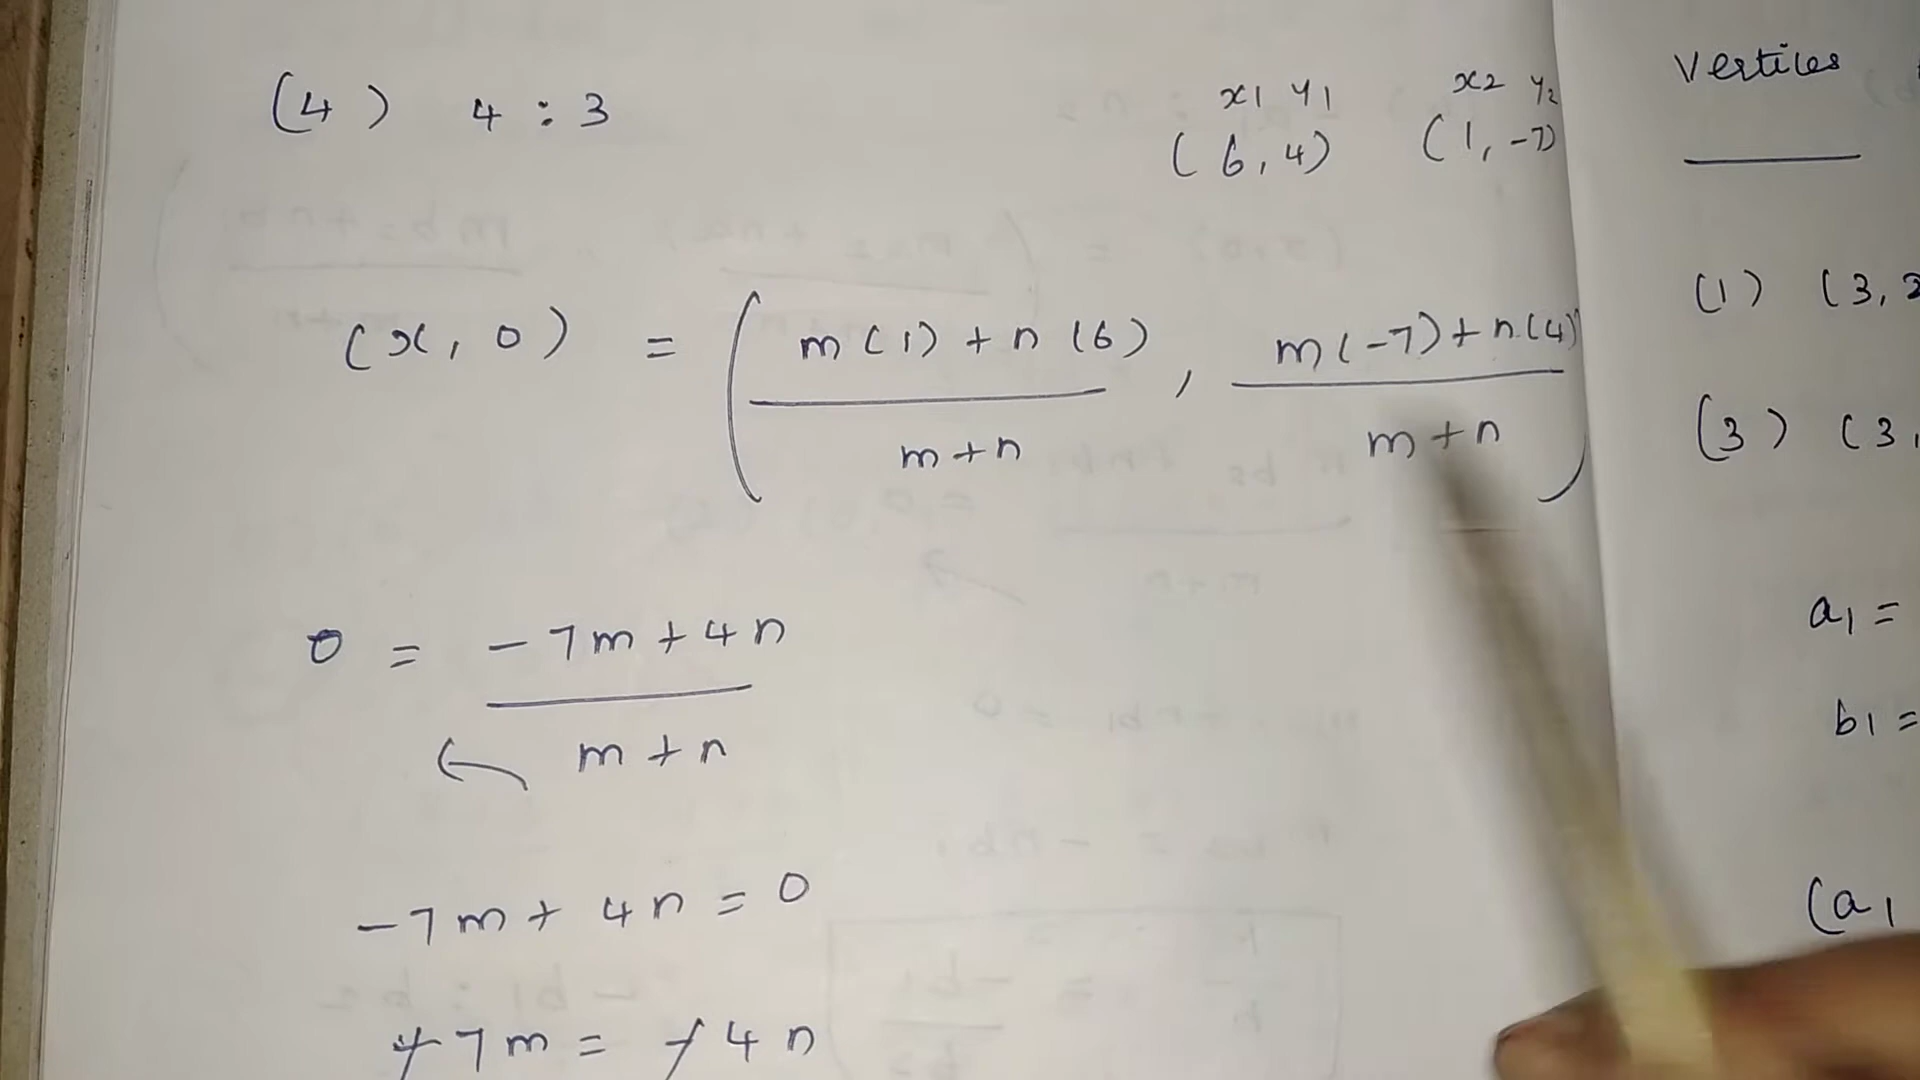 (4) 4 : 3
x1 y1 x2 y2
(6, 4) (1, -7)
(x, 0) = ( m(1) + n(6) / m+n , m(-7) + n(4) / m+n )
0 = -7m + 4n / m + n
-7m + 4n = 0
-7m = -4n
Vertices
(1) (3, 2
(3) (3,
a1 =
b1 =
(a1